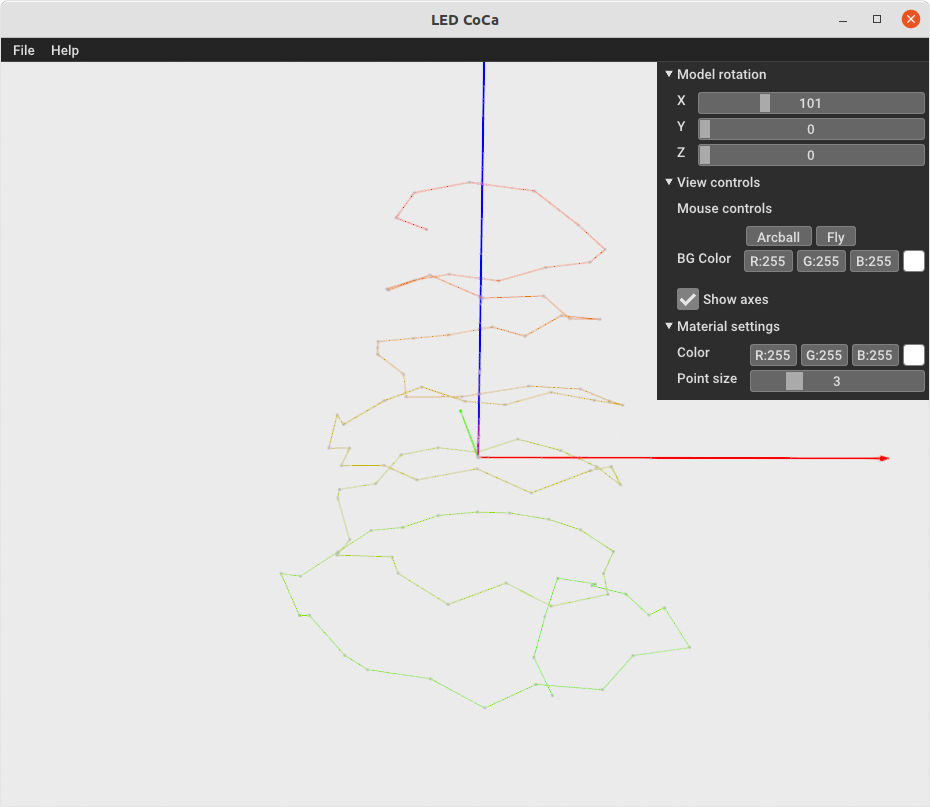 LED CoCa
File Help
Model rotation
X 101
Y 0
Z 0
View controls
Mouse controls
Arcball Fly
BG Color R:255 G:255 B:255
Show axes
Material settings
Color R:255 G:255 B:255
Point size 3